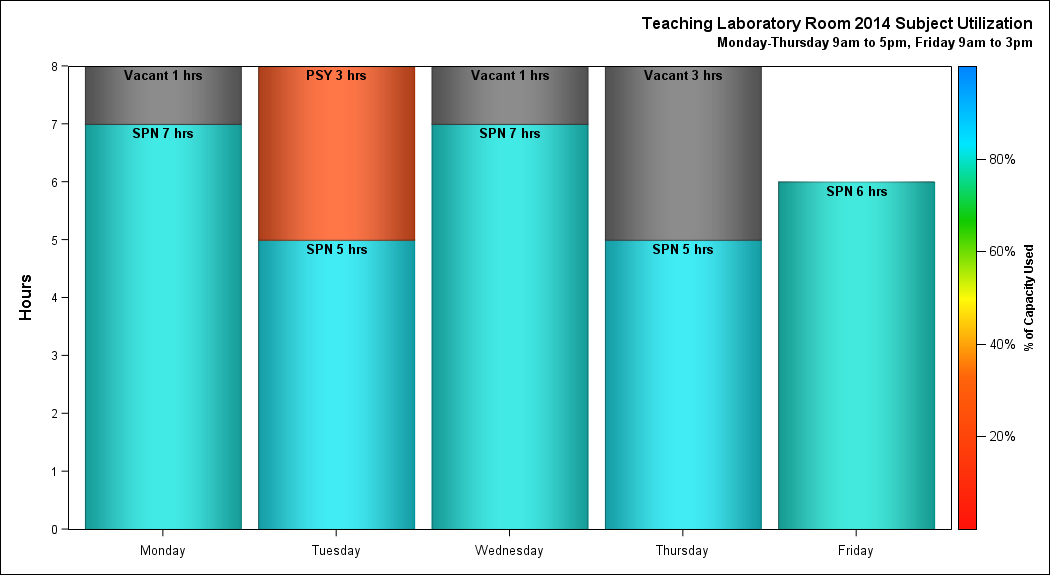 Teaching Laboratory Room 2014 Subject Utilization
Monday-Thursday 9am to 5pm, Friday 9am to 3pm
Hours
8
7
6
5
4
3
2
1
0
Vacant 1 hrs
SPN 7 hrs
PSY 3 hrs
SPN 5 hrs
Vacant 1 hrs
SPN 7 hrs
Vacant 3 hrs
SPN 5 hrs
SPN 6 hrs
Monday
Tuesday
Wednesday
Thursday
Friday
80%
60%
40%
20%
% of Capacity Used